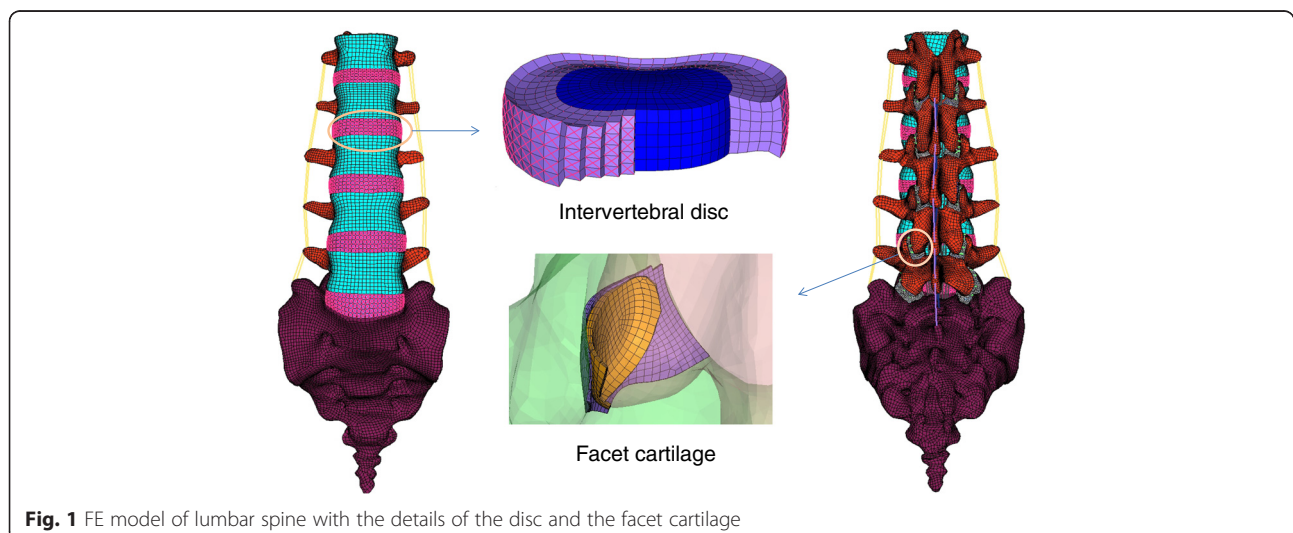 Intervertebral disc
Facet cartilage
Fig. 1 FE model of lumbar spine with the details of the disc and the facet cartilage